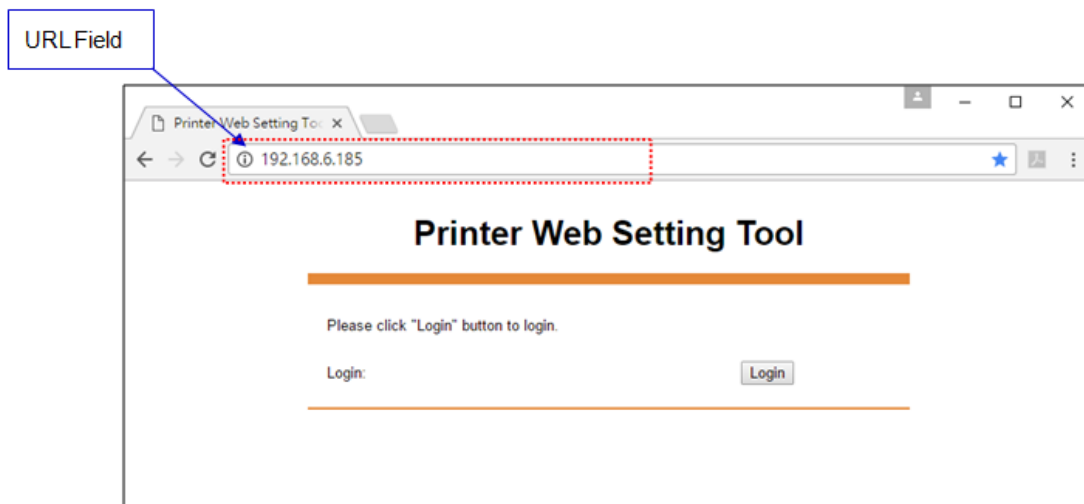 URL Field
Printer Web Setting Too
192.168.6.185
Printer Web Setting Tool
Please click "Login" button to login.
Login:
Login